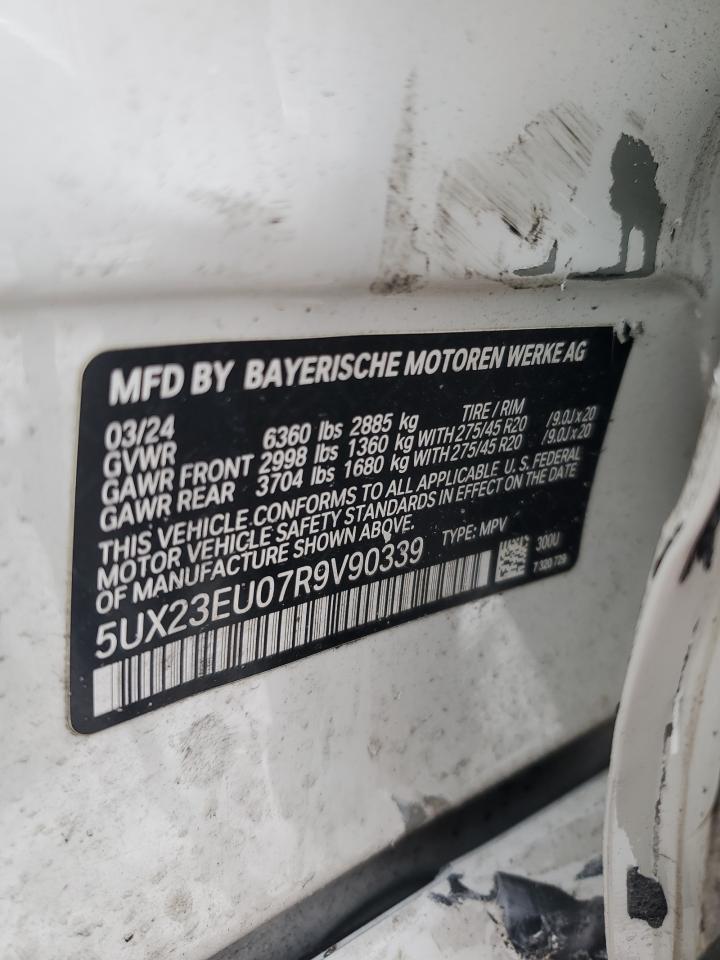 MFD BY BAYERISCHE MOTOREN WERKE AG
03/24 TIRE / RIM
GVWR 6360 lbs 2885 kg
GAWR FRONT 2998 lbs 1360 kg WITH 275/45 R20 /9.0J x 20
GAWR REAR 3704 lbs 1680 kg WITH 275/45 R20 /9.0J x 20
THIS VEHICLE CONFORMS TO ALL APPLICABLE U.S. FEDERAL
MOTOR VEHICLE SAFETY STANDARDS IN EFFECT ON THE DATE
OF MANUFACTURE SHOWN ABOVE.
TYPE: MPV
5UX23EU07R9V90339
300U
7 320 729